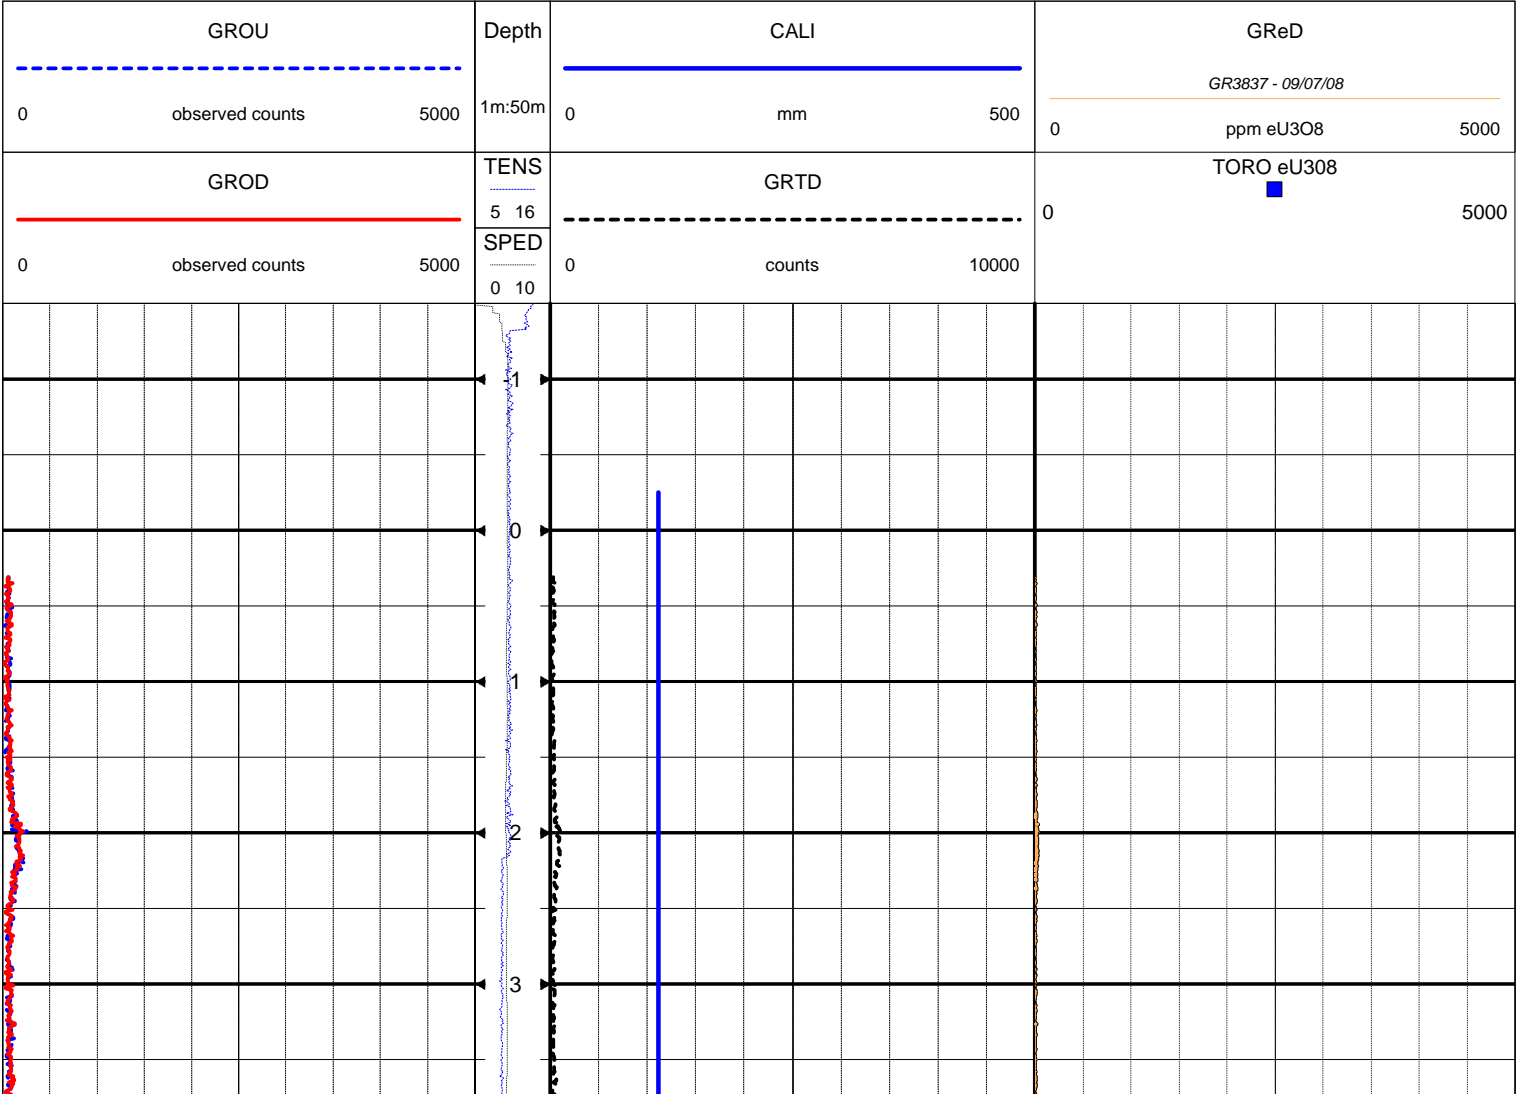 GROU
0 observed counts 5000
Depth
1m:50m
CALI
0 mm 500
GReD
GR3837 - 09/07/08
0 ppm eU3O8 5000
GROD
0 observed counts 5000
TENS
5 16
SPED
0 10
GRTD
0 counts 10000
TORO eU308
0 5000
-1
0
1
2
3